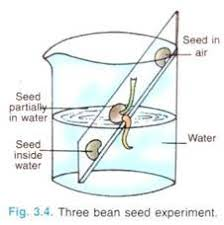 Seed in
air
Seed
partially
in water
Water
Seed
inside
water
Fig. 3.4. Three bean seed experiment.